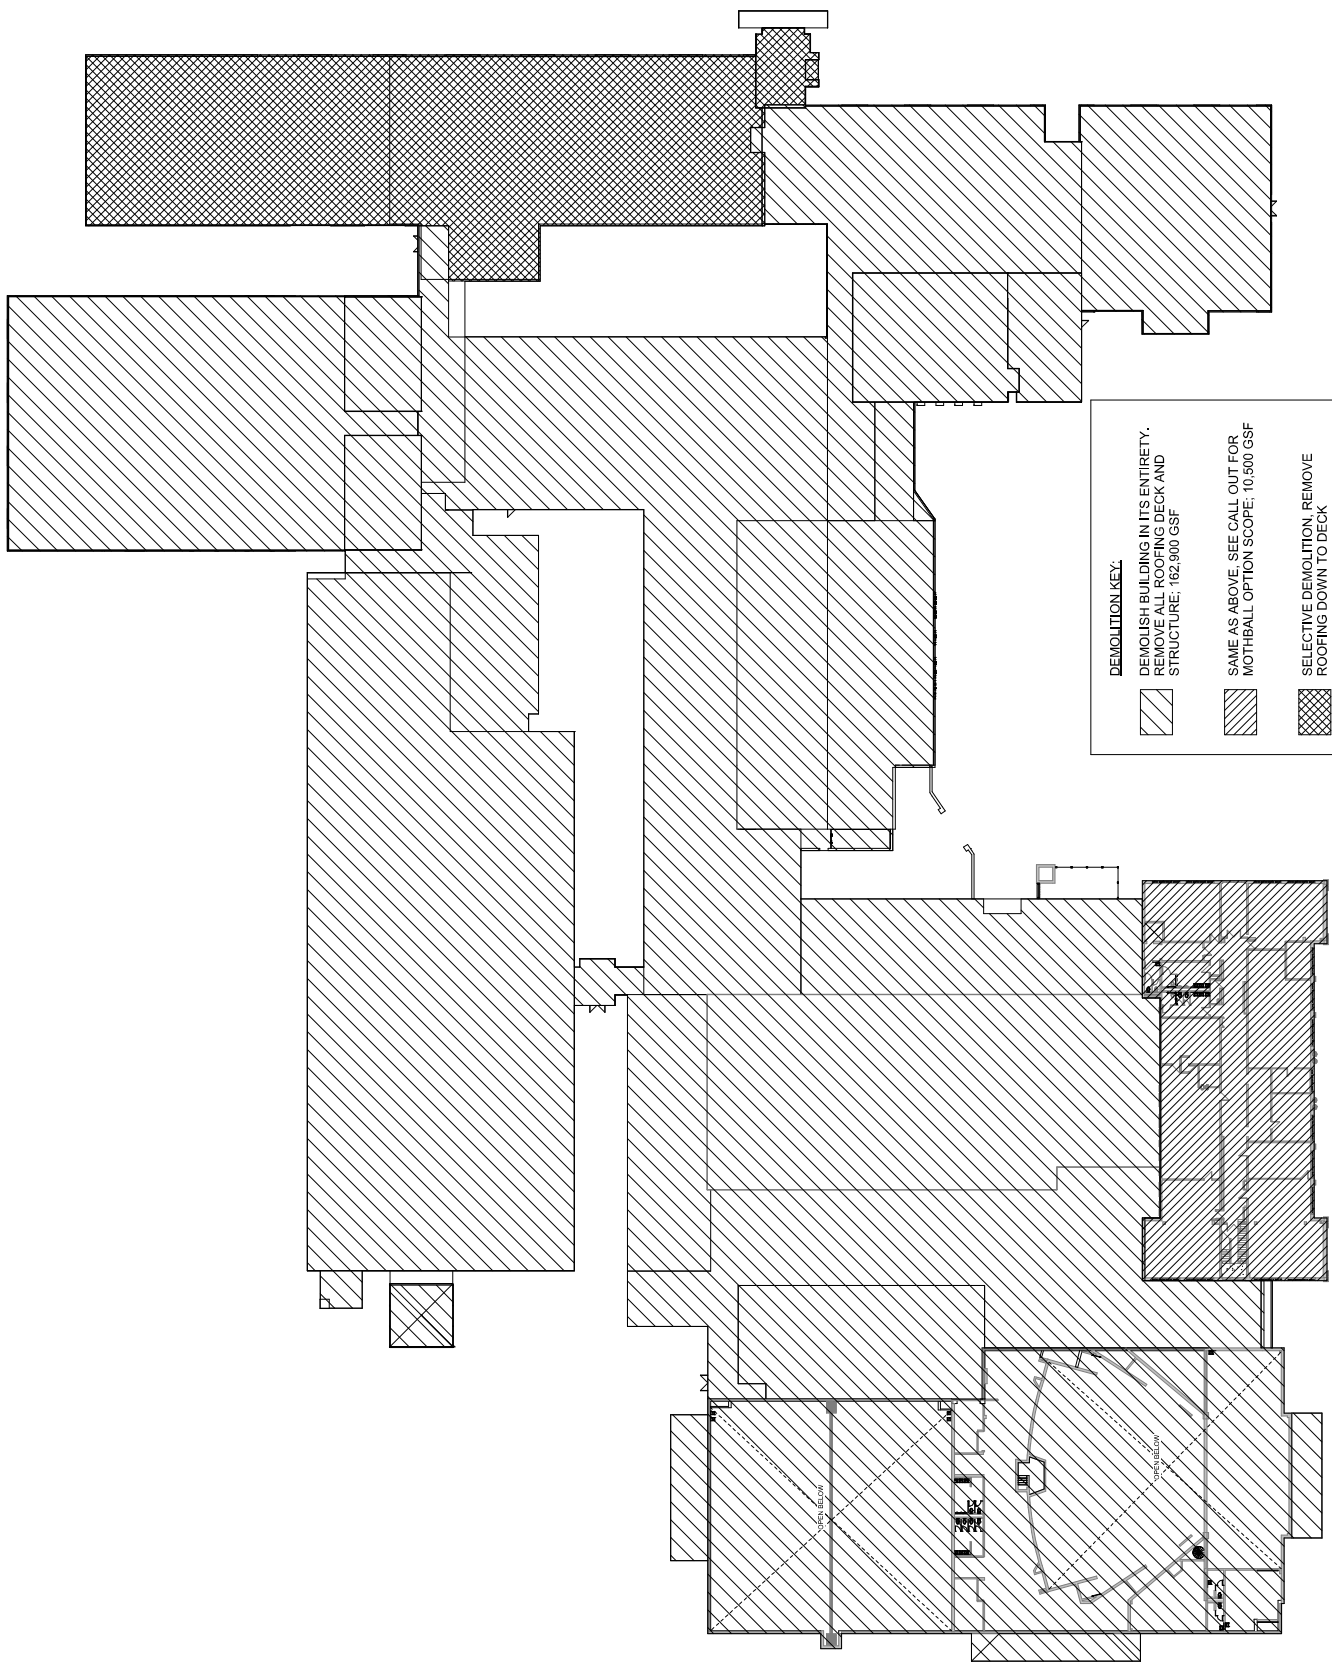 DEMOLITION KEY:
DEMOLISH BUILDING IN ITS ENTIRETY.
REMOVE ALL ROOFING DECK AND
STRUCTURE; 162,900 GSF
SAME AS ABOVE, SEE CALL OUT FOR
MOTHBALL OPTION SCOPE; 10,500 GSF
SELECTIVE DEMOLITION, REMOVE
ROOFING DOWN TO DECK
OPEN BELOW
OPEN BELOW